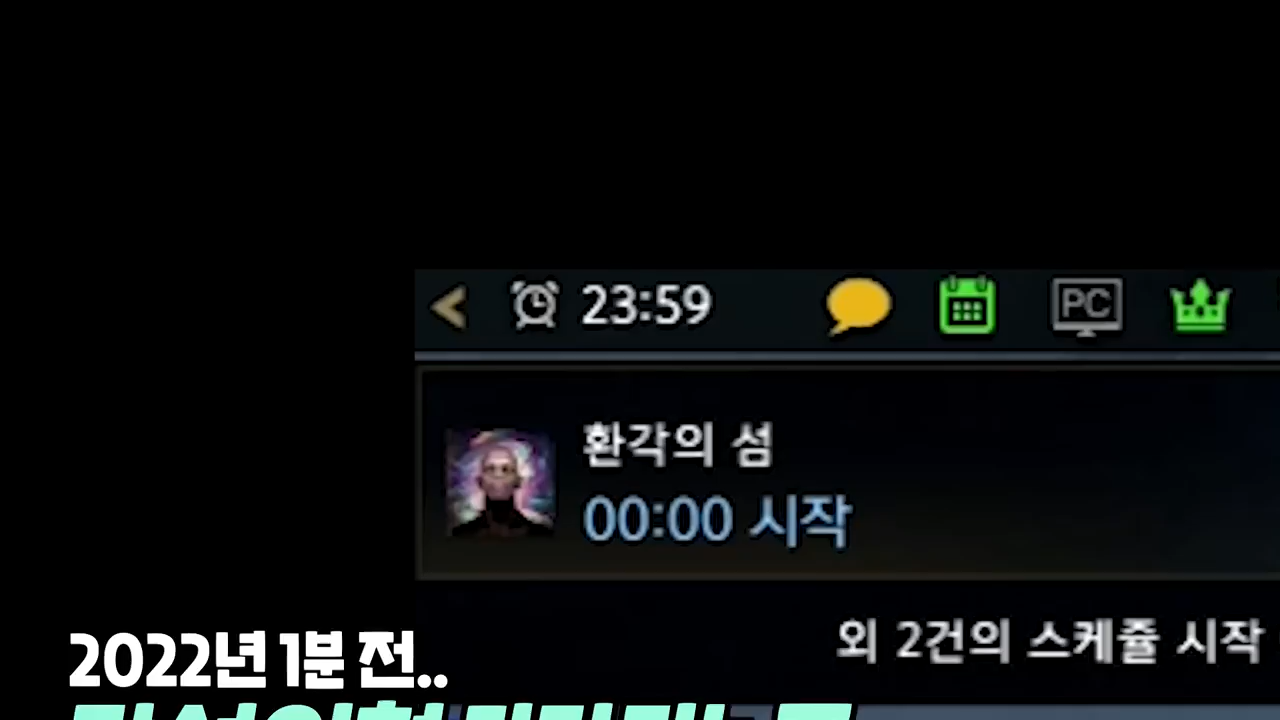 23:59
PC
환각의 섬
00:00 시작
외 2건의 스케쥴 시작
2022년 1분 전..